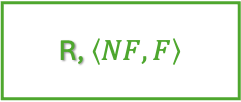 R, ⟨NF, F⟩